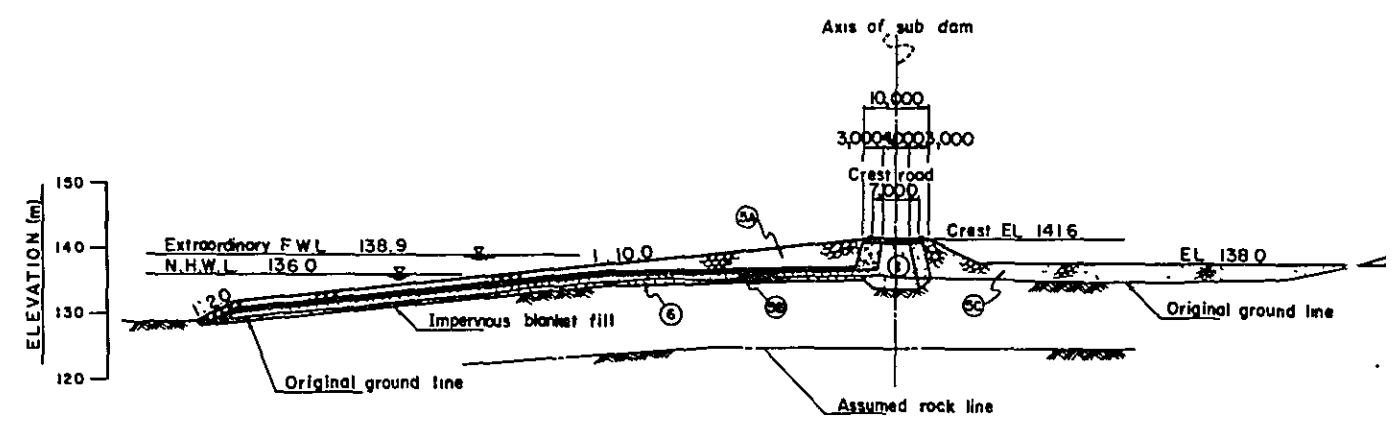 Axis of sub dam
10,000
3,000 4,000 3,000
Crest road
7,000
150
140
130
120
ELEVATION (m)
5A
Crest EL 141 6
Extraordinary F W L 138.9
1 . 10.0
N.H.W.L 136 0
EL 138 0
1:2.0
Impervious blanket fill
6
5B
5C
Original ground line
Original ground line
Assumed rock line